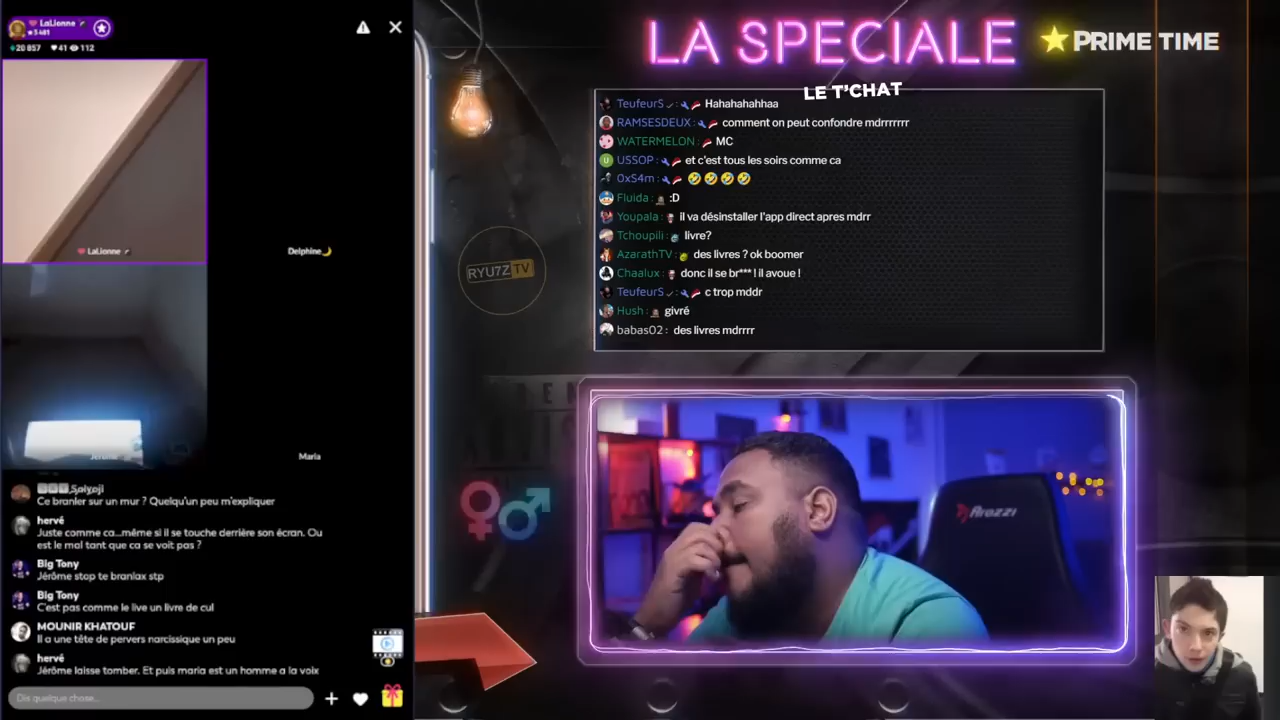 LaLionne
3 481
20 857 41 112
LaLionne
Delphine🌙
Maria
Ce branler sur un mur ? Quelqu'un peu m'expliquer
hervé
Juste comme ca...même si il se touche derrière son écran. Ou
est le mal tant que ca se voit pas ?
Big Tony
Jérôme stop te branlax stp
Big Tony
C'est pas comme le live un livre de cul
MOUNIR KHATOUF
Il a une tête de pervers narcissique un peu
hervé
Jérôme laisse tomber. Et puis maria est un homme a la voix
Dis quelque chose...
RYU7Z TV
LA SPECIALE
PRIME TIME
LE T'CHAT
TeufeurS : Hahahahahhaa
RAMSESDEUX : comment on peut confondre mdrrrrrrr
WATERMELON : MC
USSOP : et c'est tous les soirs comme ca
0xS4m : 🤣🤣🤣🤣
Fluida : :D
Youpala : il va désinstaller l'app direct apres mdrr
Tchoupili : livre?
AzarathTV : des livres ? ok boomer
Chaalux : donc il se br*** ! il avoue !
TeufeurS : c trop mddr
Hush : givré
babas02 : des livres mdrrrr
Arozzi